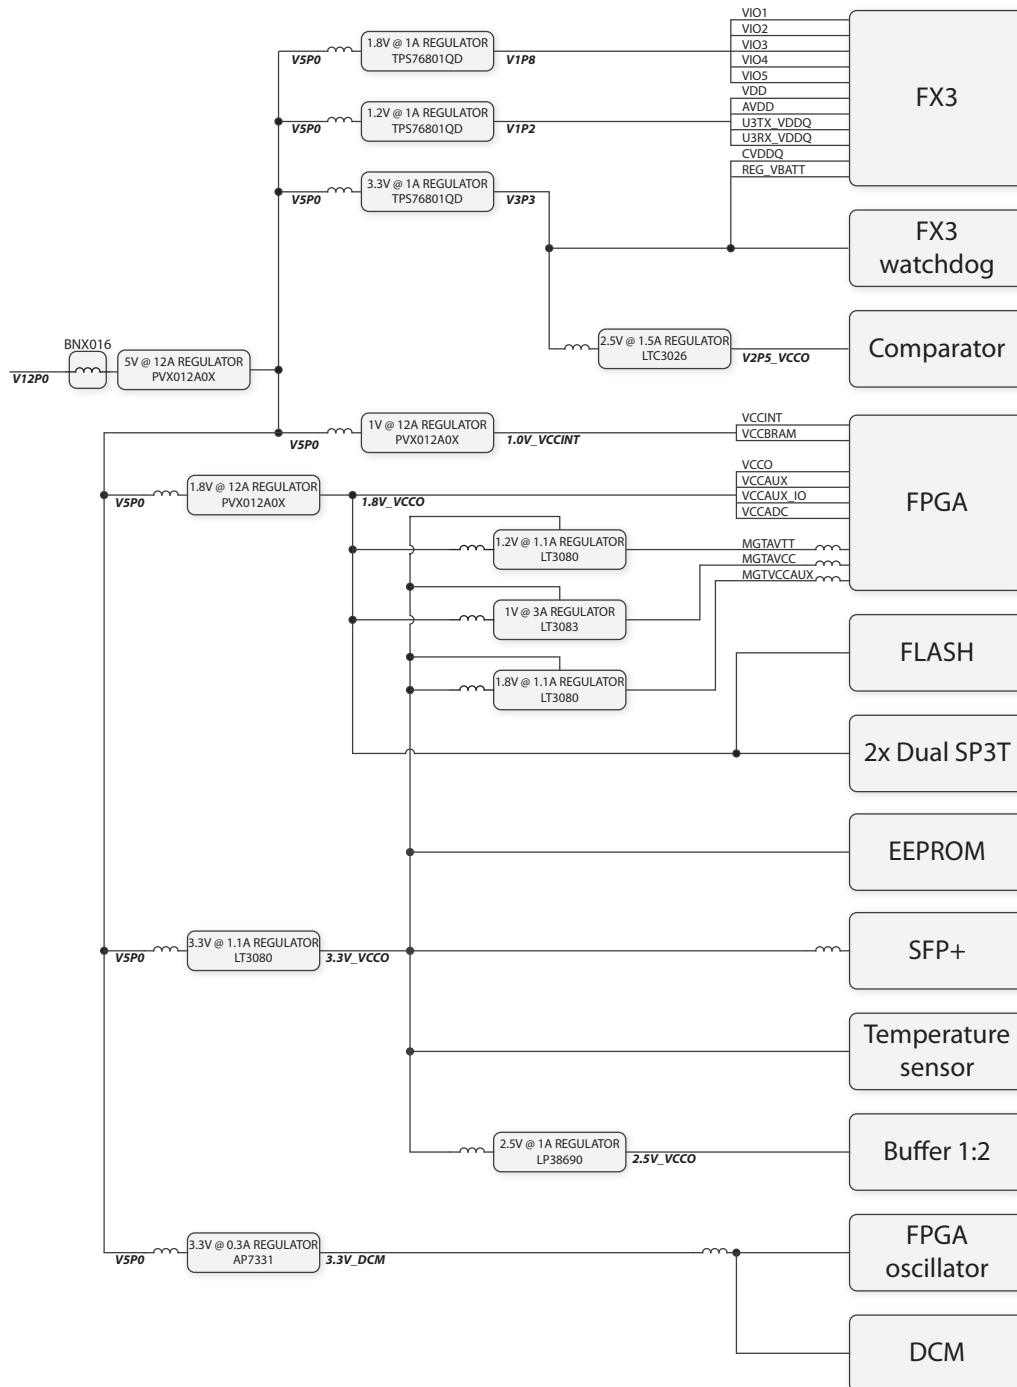 VIO1
VIO2
VIO3
VIO4
VIO5
VDD
AVDD
U3TX_VDDQ
U3RX_VDDQ
CVDDQ
REG_VBATT
FX3
V5P0
1.8V @ 1A REGULATOR
TPS76801QD
V1P8
V5P0
1.2V @ 1A REGULATOR
TPS76801QD
V1P2
V5P0
3.3V @ 1A REGULATOR
TPS76801QD
V3P3
FX3
watchdog
2.5V @ 1.5A REGULATOR
LTC3026
V2P5_VCCO
Comparator
BNX016
V12P0
5V @ 12A REGULATOR
PVX012A0X
V5P0
1V @ 12A REGULATOR
PVX012A0X
1.0V_VCCINT
VCCINT
VCCBRAM
VCCO
VCCAUX
VCCAUX_IO
VCCADC
MGTAVTT
MGTAVCC
MGTVCCAUX
FPGA
V5P0
1.8V @ 12A REGULATOR
PVX012A0X
1.8V_VCCO
1.2V @ 1.1A REGULATOR
LT3080
1V @ 3A REGULATOR
LT3083
1.8V @ 1.1A REGULATOR
LT3080
FLASH
2x Dual SP3T
EEPROM
V5P0
3.3V @ 1.1A REGULATOR
LT3080
3.3V_VCCO
SFP+
Temperature
sensor
2.5V @ 1A REGULATOR
LP38690
2.5V_VCCO
Buffer 1:2
V5P0
3.3V @ 0.3A REGULATOR
AP7331
3.3V_DCM
FPGA
oscillator
DCM